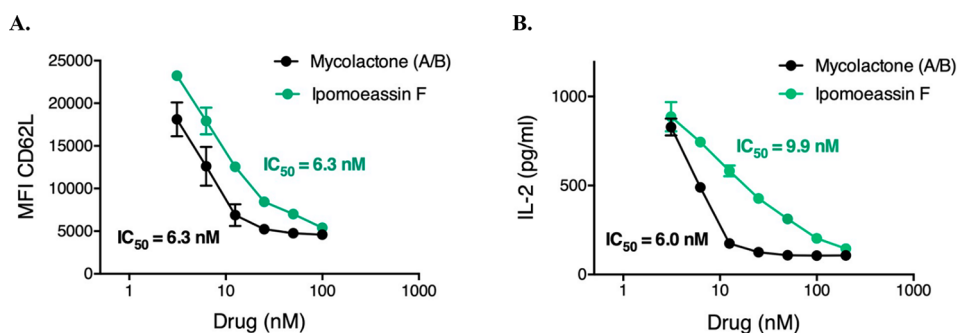 A.
MFI CD62L
25000
20000
15000
10000
5000
0
Mycolactone (A/B)
Ipomoeassin F
IC50 = 6.3 nM
IC50 = 6.3 nM
1
10
100
1000
Drug (nM)
B.
IL-2 (pg/ml)
1000
500
0
Mycolactone (A/B)
Ipomoeassin F
IC50 = 9.9 nM
IC50 = 6.0 nM
1
10
100
1000
Drug (nM)